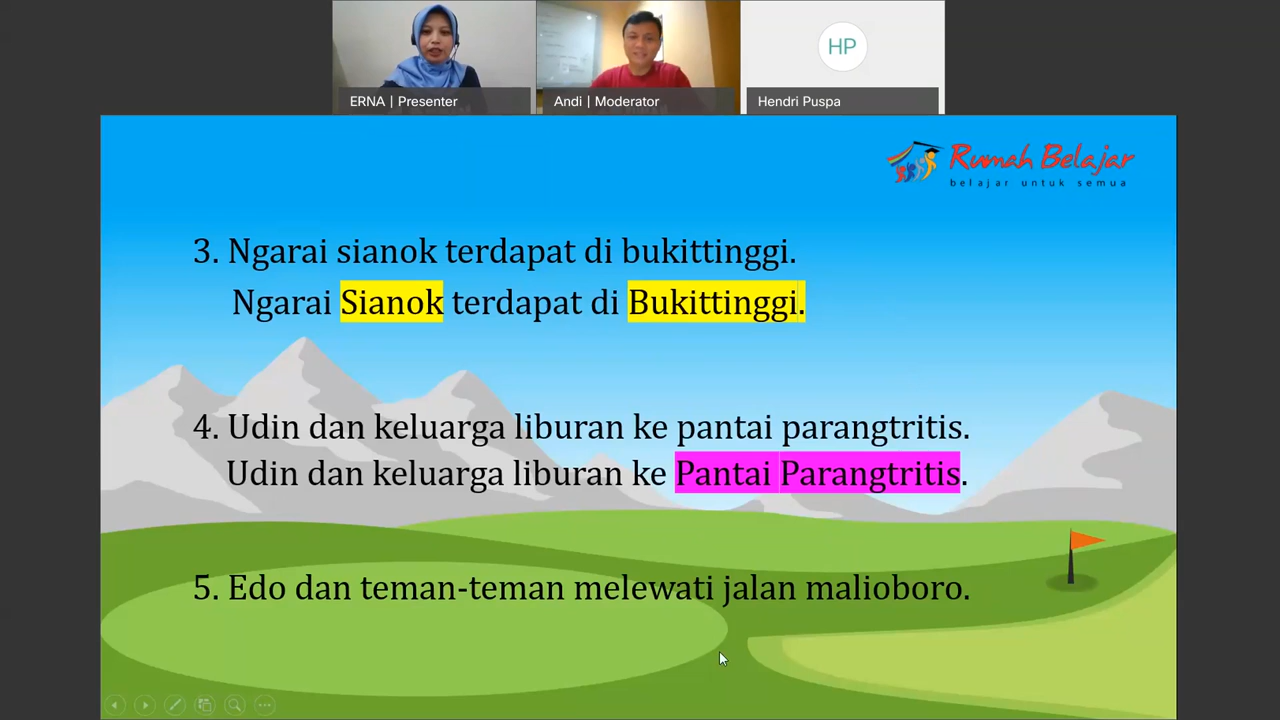 HP
ERNA | Presenter
Andi | Moderator
Hendri Puspa
Rumah Belajar
belajar untuk semua
3. Ngarai sianok terdapat di bukittinggi.
Ngarai Sianok terdapat di Bukittinggi.
4. Udin dan keluarga liburan ke pantai parangtritis.
Udin dan keluarga liburan ke Pantai Parangtritis.
5. Edo dan teman-teman melewati jalan malioboro.